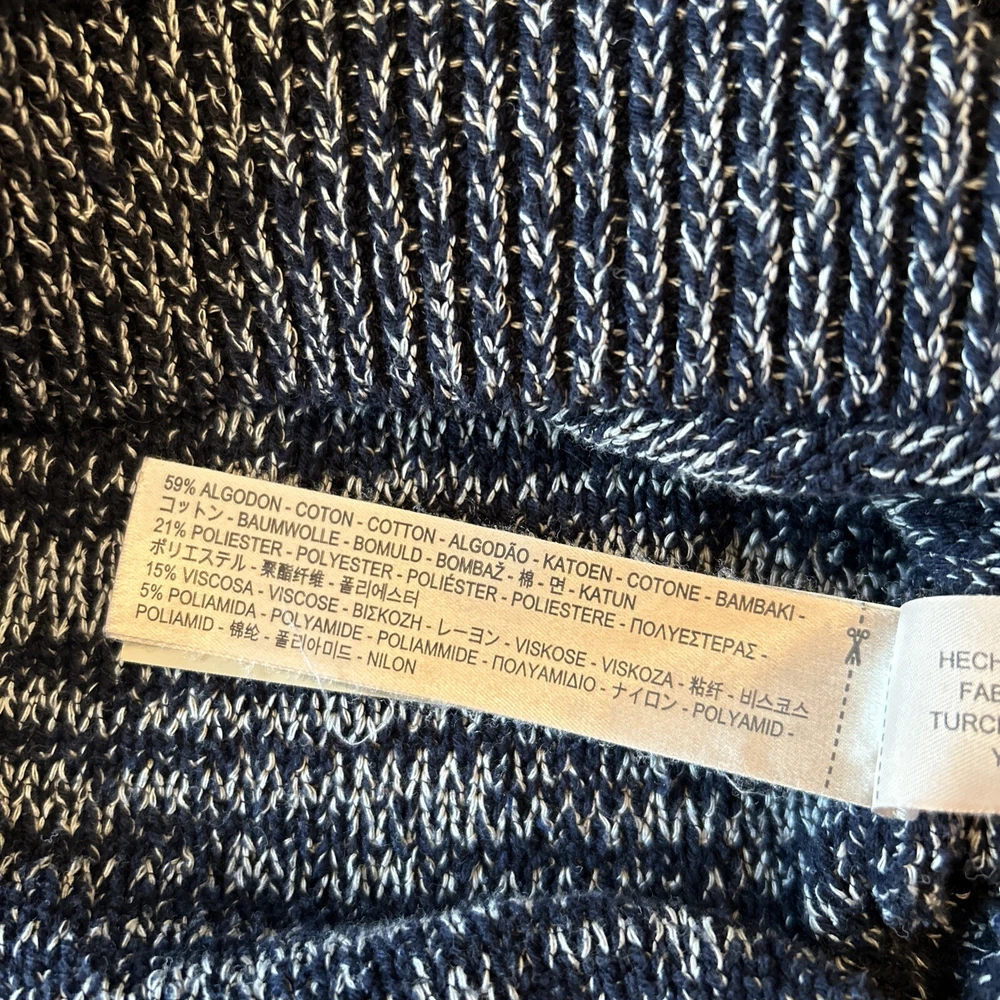 59% ALGODON - COTON - COTTON - ALGODÃO - KATOEN - COTONE - BAMBAKI -
コットン - BAUMWOLLE - BOMULD - BOMBAŽ - 棉 - 면 - KATUN
21% POLIESTER - POLYESTER - POLIÉSTER - POLIESTERE - ΠΟΛΥΕΣΤΕΡΑΣ -
ポリエステル - 聚酯纤维 - 폴리에스터
15% VISCOSA - VISCOSE - ΒΙΣΚΟΖΗ - レーヨン - VISKOSE - VISKOZA - 粘纤 - 비스코스
5% POLIAMIDA - POLYAMIDE - POLIAMMIDE - ΠΟΛΥΑΜΙΔΙΟ - ナイロン - POLYAMID -
POLIAMID - 锦纶 - 폴리아미드 - NILON
HECH
FAB
TURC